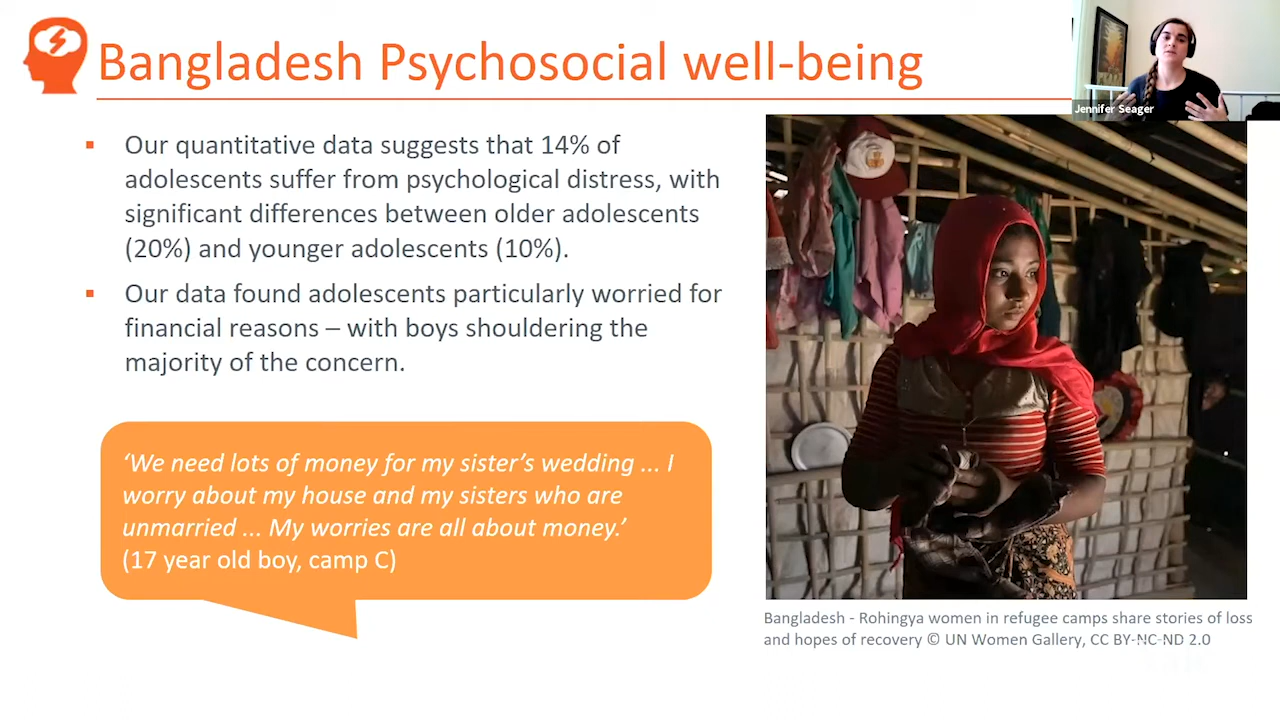 Bangladesh Psychosocial well-being
Jennifer Seager
▪ Our quantitative data suggests that 14% of
adolescents suffer from psychological distress, with
significant differences between older adolescents
(20%) and younger adolescents (10%).
▪ Our data found adolescents particularly worried for
financial reasons – with boys shouldering the
majority of the concern.
‘We need lots of money for my sister’s wedding ... I
worry about my house and my sisters who are
unmarried ... My worries are all about money.’
(17 year old boy, camp C)
Bangladesh - Rohingya women in refugee camps share stories of loss
and hopes of recovery © UN Women Gallery, CC BY-NC-ND 2.0